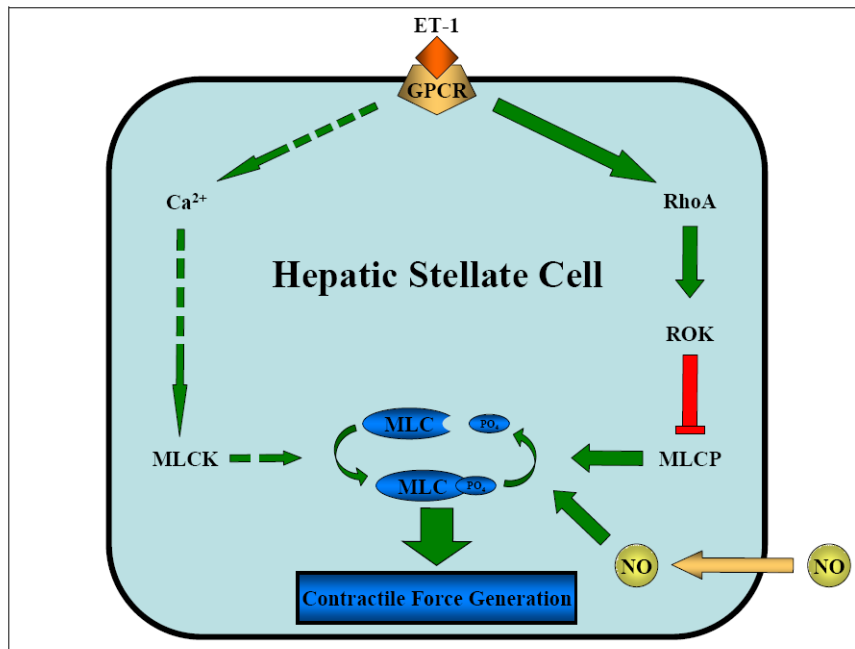 ET-1
GPCR
Ca²⁺
RhoA
Hepatic Stellate Cell
ROK
MLC PO₄
MLCK
MLCP
MLC PO₄
NO NO
Contractile Force Generation